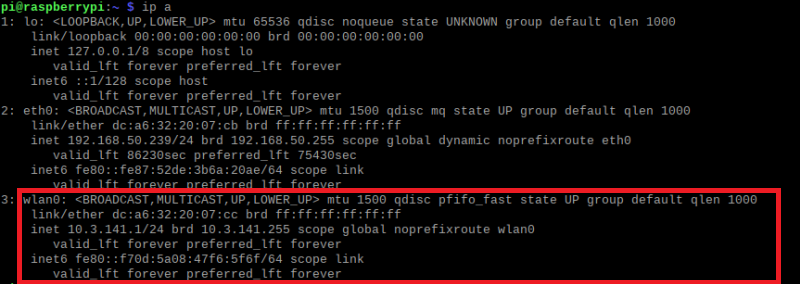 pi@raspberrypi:~ $ ip a
1: lo: <LOOPBACK,UP,LOWER_UP> mtu 65536 qdisc noqueue state UNKNOWN group default qlen 1000
link/loopback 00:00:00:00:00:00 brd 00:00:00:00:00:00
inet 127.0.0.1/8 scope host lo
valid_lft forever preferred_lft forever
inet6 ::1/128 scope host
valid_lft forever preferred_lft forever
2: eth0: <BROADCAST,MULTICAST,UP,LOWER_UP> mtu 1500 qdisc mq state UP group default qlen 1000
link/ether dc:a6:32:20:07:cb brd ff:ff:ff:ff:ff:ff
inet 192.168.50.239/24 brd 192.168.50.255 scope global dynamic noprefixroute eth0
valid_lft 86230sec preferred_lft 75430sec
inet6 fe80::fe87:52de:3b6a:20ae/64 scope link
valid_lft forever preferred_lft forever
3: wlan0: <BROADCAST,MULTICAST,UP,LOWER_UP> mtu 1500 qdisc pfifo_fast state UP group default qlen 1000
link/ether dc:a6:32:20:07:cc brd ff:ff:ff:ff:ff:ff
inet 10.3.141.1/24 brd 10.3.141.255 scope global noprefixroute wlan0
valid_lft forever preferred_lft forever
inet6 fe80::f70d:5a08:47f6:5f6f/64 scope link
valid_lft forever preferred_lft forever